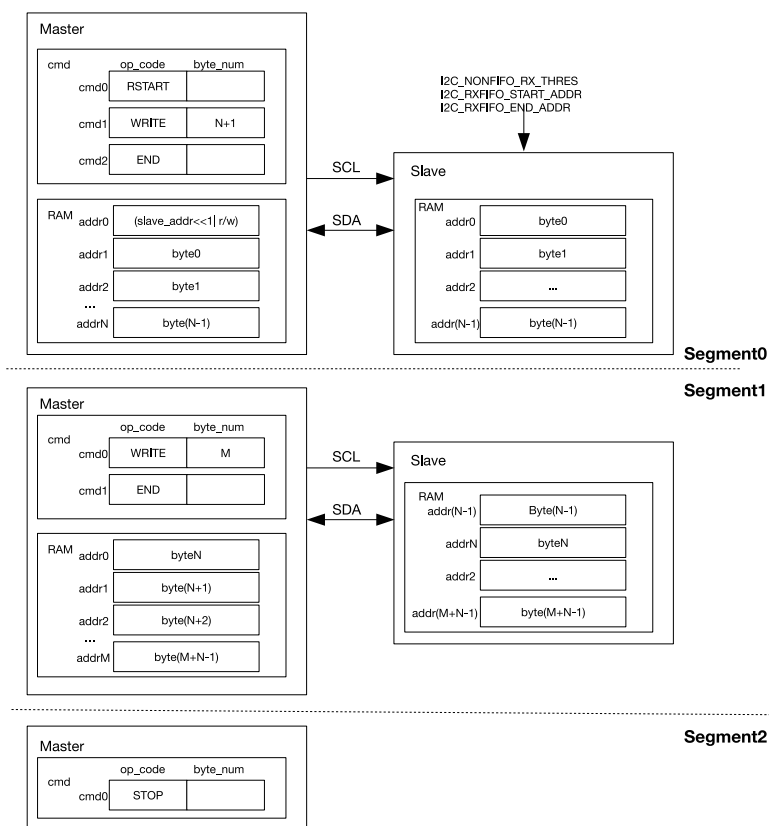 Master
op_code byte_num
cmd
cmd0 RSTART
cmd1 WRITE N+1
cmd2 END
I2C_NONFIFO_RX_THRES
I2C_RXFIFO_START_ADDR
I2C_RXFIFO_END_ADDR
SCL
Slave
RAM
addr0 (slave_addr<<1| r/w)
addr1 byte0
addr2 byte1
...
addrN byte(N-1)
SDA
RAM
addr0 byte0
addr1 byte1
addr2 ...
addr(N-1) byte(N-1)
Segment0
Segment1
Master
op_code byte_num
cmd
cmd0 WRITE M
cmd1 END
SCL
Slave
SDA
RAM
addr0 byteN
addr1 byte(N+1)
addr2 byte(N+2)
...
addrM byte(M+N-1)
RAM
addr(N-1) Byte(N-1)
addrN byteN
addr2 ...
addr(M+N-1) byte(M+N-1)
Segment2
Master
op_code byte_num
cmd
cmd0 STOP